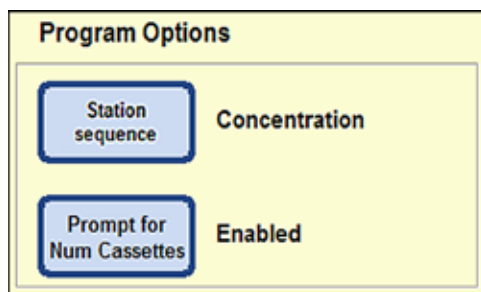 Program Options
Station
sequence
Concentration
Prompt for
Num Cassettes
Enabled